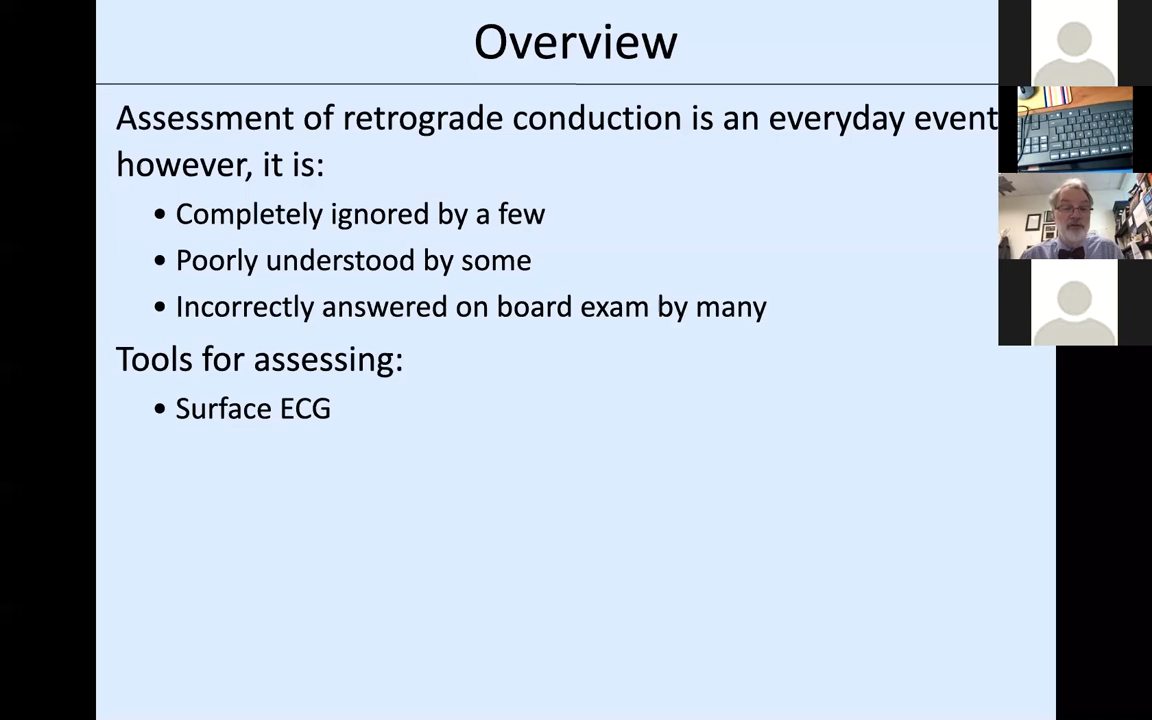 Overview
Assessment of retrograde conduction is an everyday event
however, it is:
• Completely ignored by a few
• Poorly understood by some
• Incorrectly answered on board exam by many
Tools for assessing:
• Surface ECG